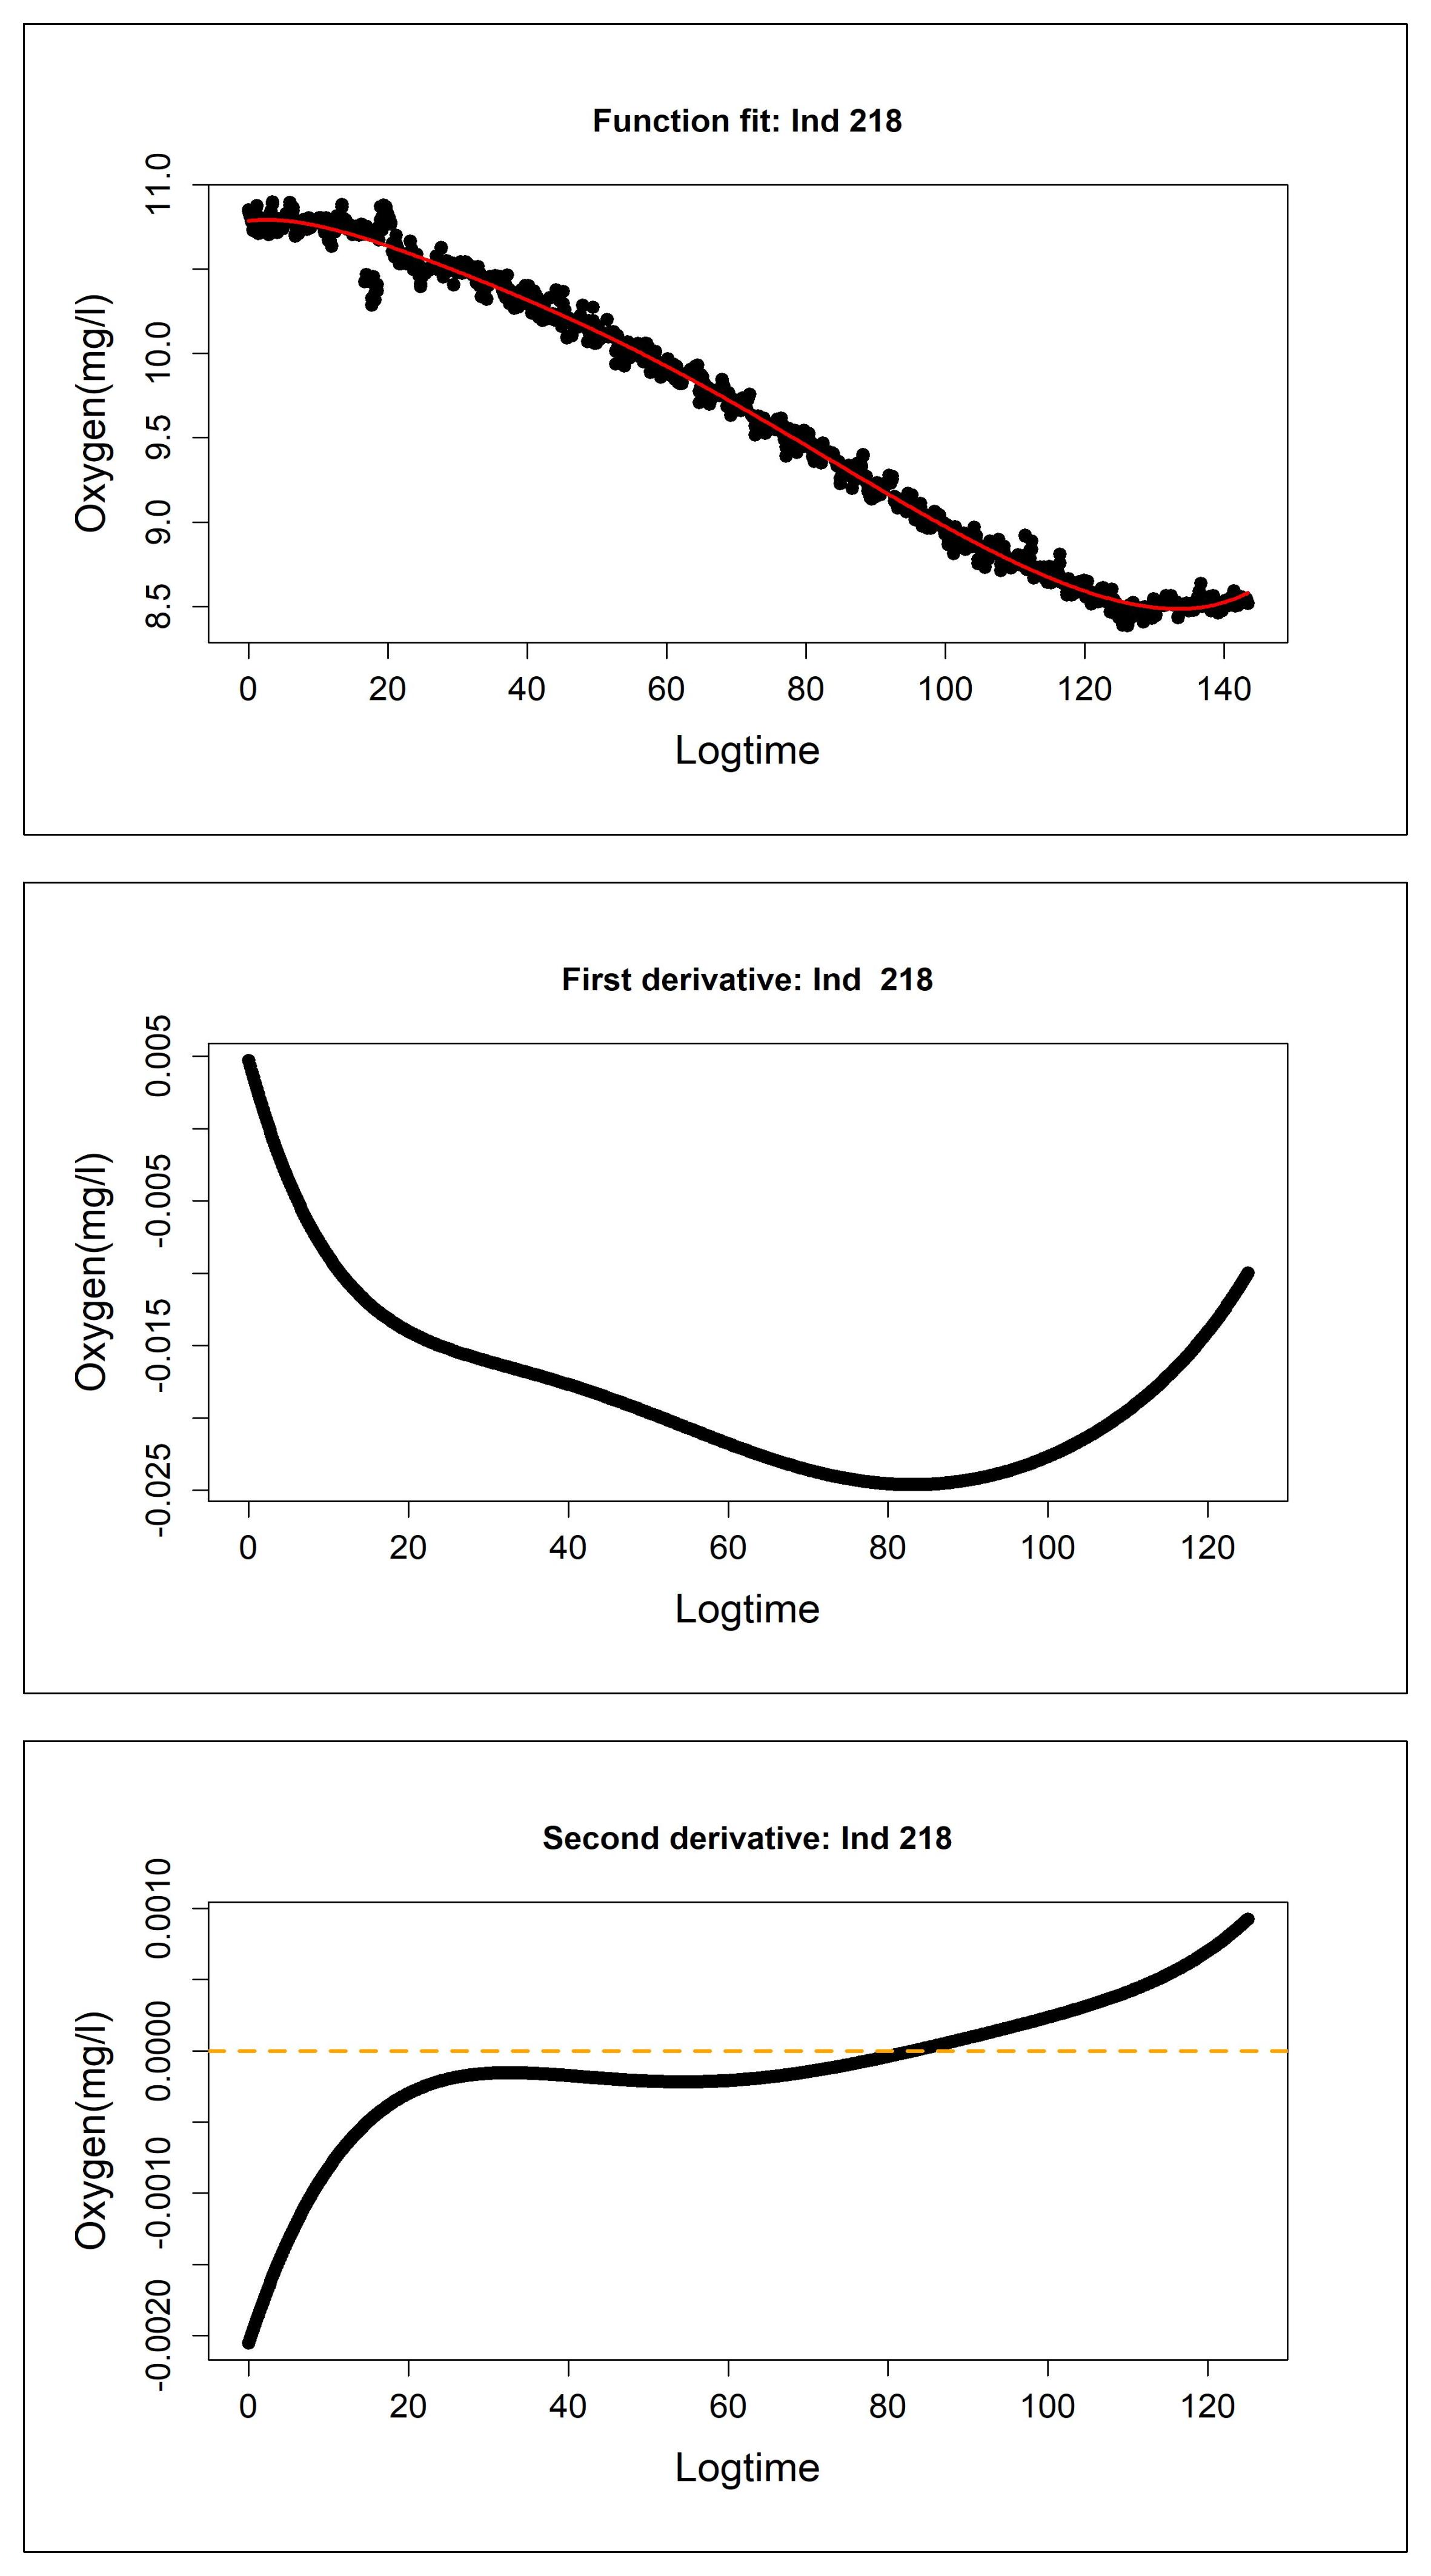 Function fit: Ind 218
Oxygen(mg/l)
11.0
10.0
9.5
9.0
8.5
0 20 40 60 80 100 120 140
Logtime
First derivative: Ind  218
Oxygen(mg/l)
0.005
-0.005
-0.015
-0.025
0 20 40 60 80 100 120
Logtime
Second derivative: Ind 218
Oxygen(mg/l)
0.0010
0.0000
-0.0010
-0.0020
0 20 40 60 80 100 120
Logtime